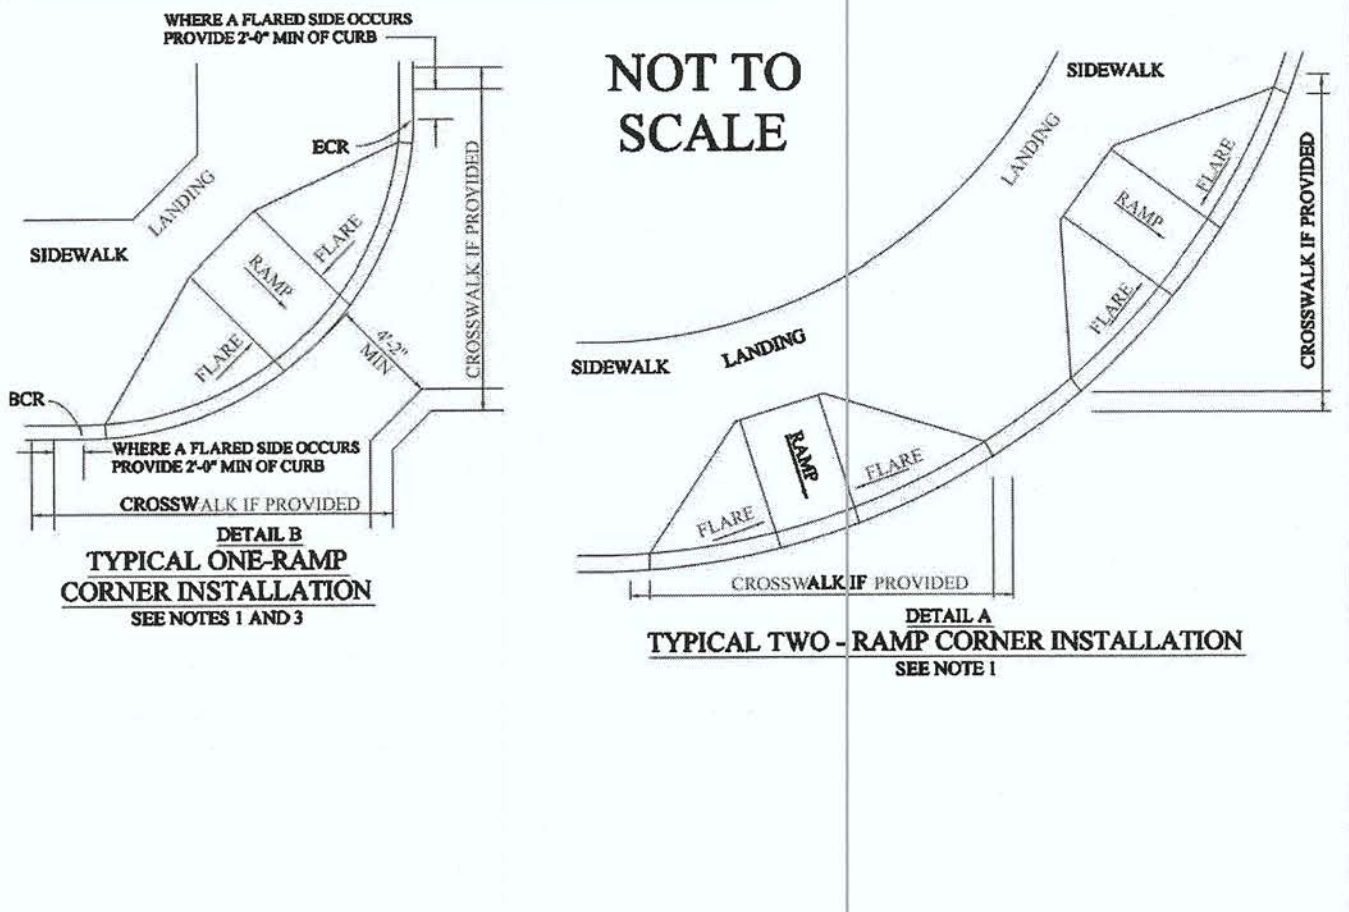 WHERE A FLARED SIDE OCCURS
PROVIDE 2'-0" MIN OF CURB
ECR
LANDING
SIDEWALK
FLARE
RAMP
FLARE
CROSSWALK IF PROVIDED
4'-2"
MIN
BCR
WHERE A FLARED SIDE OCCURS
PROVIDE 2'-0" MIN OF CURB
CROSSWALK IF PROVIDED
DETAIL B
TYPICAL ONE-RAMP
CORNER INSTALLATION
SEE NOTES 1 AND 3
NOT TO
SCALE
SIDEWALK
LANDING
FLARE
RAMP
FLARE
CROSSWALK IF PROVIDED
LANDING
SIDEWALK
RAMP
FLARE
FLARE
CROSSWALK IF PROVIDED
DETAIL A
TYPICAL TWO - RAMP CORNER INSTALLATION
SEE NOTE 1